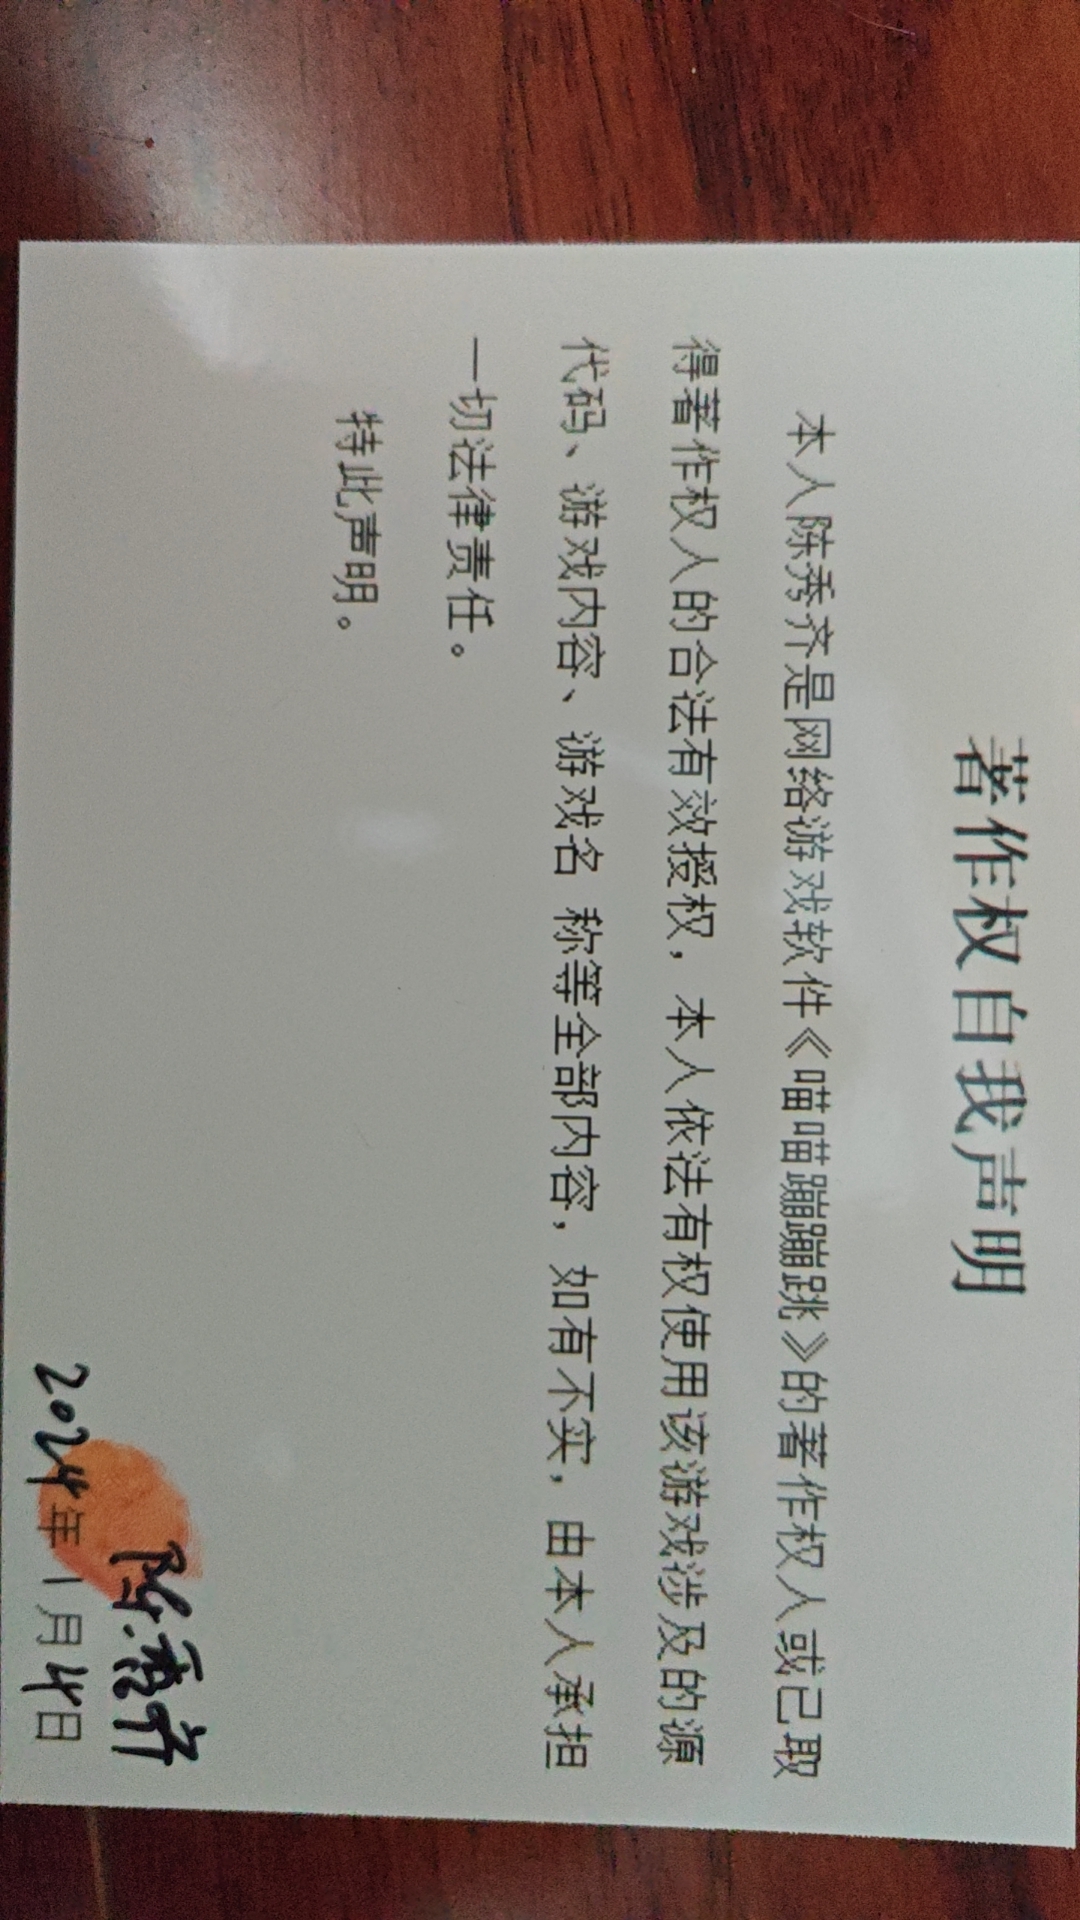 著作权自我声明
本人陈秀齐是网络游戏软件《喵喵蹦蹦跳》的著作权人或已取
得著作权人的合法有效授权，本人依法有权使用该游戏涉及的源
代码、游戏内容、游戏名 称等全部内容，如有不实，由本人承担
一切法律责任。
特此声明。
陈秀齐
2024年1月4日